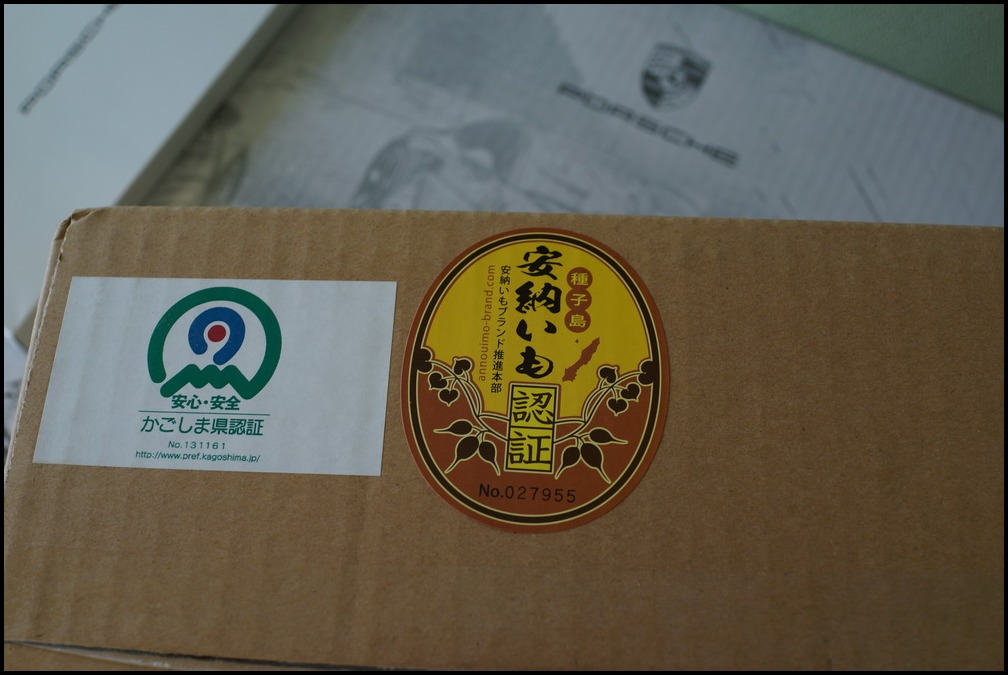 PORSCHE
PORSCHE
安心・安全
かごしま県認証
No.131161
http://www.pref.kagoshima.jp/
種子島
安納いも
安納いもブランド推進本部
annouimo-brand.com
認証
No.027955